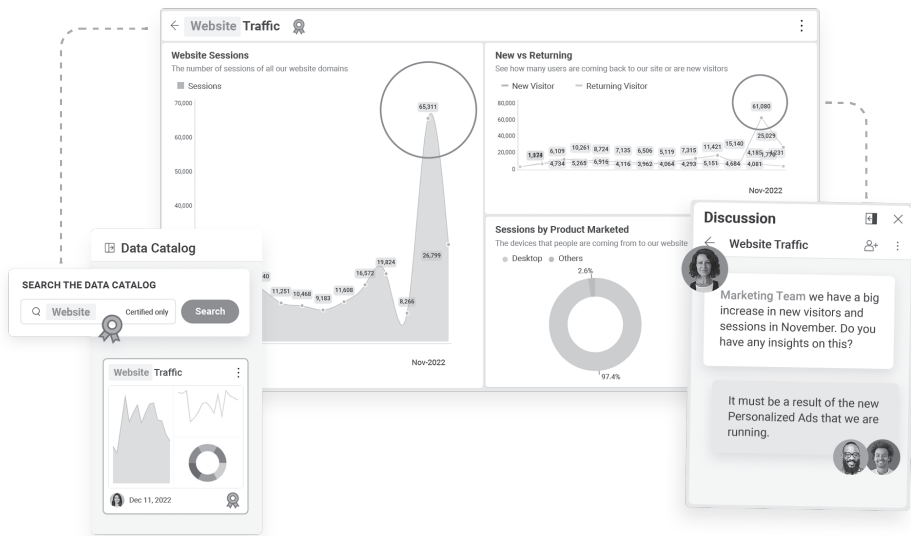 Website Traffic
Website Sessions
The number of sessions of all our website domains
Sessions
70,000
60,000
50,000
40,000
65,311
26,799
19,824
16,572
11,608
9,183
10,468
11,251
40
8,266
Nov-2022
New vs Returning
See how many users are coming back to our site or are new visitors
New Visitor
Returning Visitor
80,000
60,000
40,000
20,000
0
61,080
25,029
6,109 10,261 8,724 7,135 6,506 5,119 7,315 11,421 15,140
4,734 5,265 6,916 4,116 3,962 4,064 4,293 5,151 4,684 4,081
Nov-2022
Sessions by Product Marketed
The devices that people are coming from to our website
Desktop Others
2.6%
97.4%
Data Catalog
SEARCH THE DATA CATALOG
Website
Certified only
Search
Website Traffic
Dec 11, 2022
Discussion
Website Traffic
Marketing Team we have a big
increase in new visitors and
sessions in November. Do you
have any insights on this?
It must be a result of the new
Personalized Ads that we are
running.